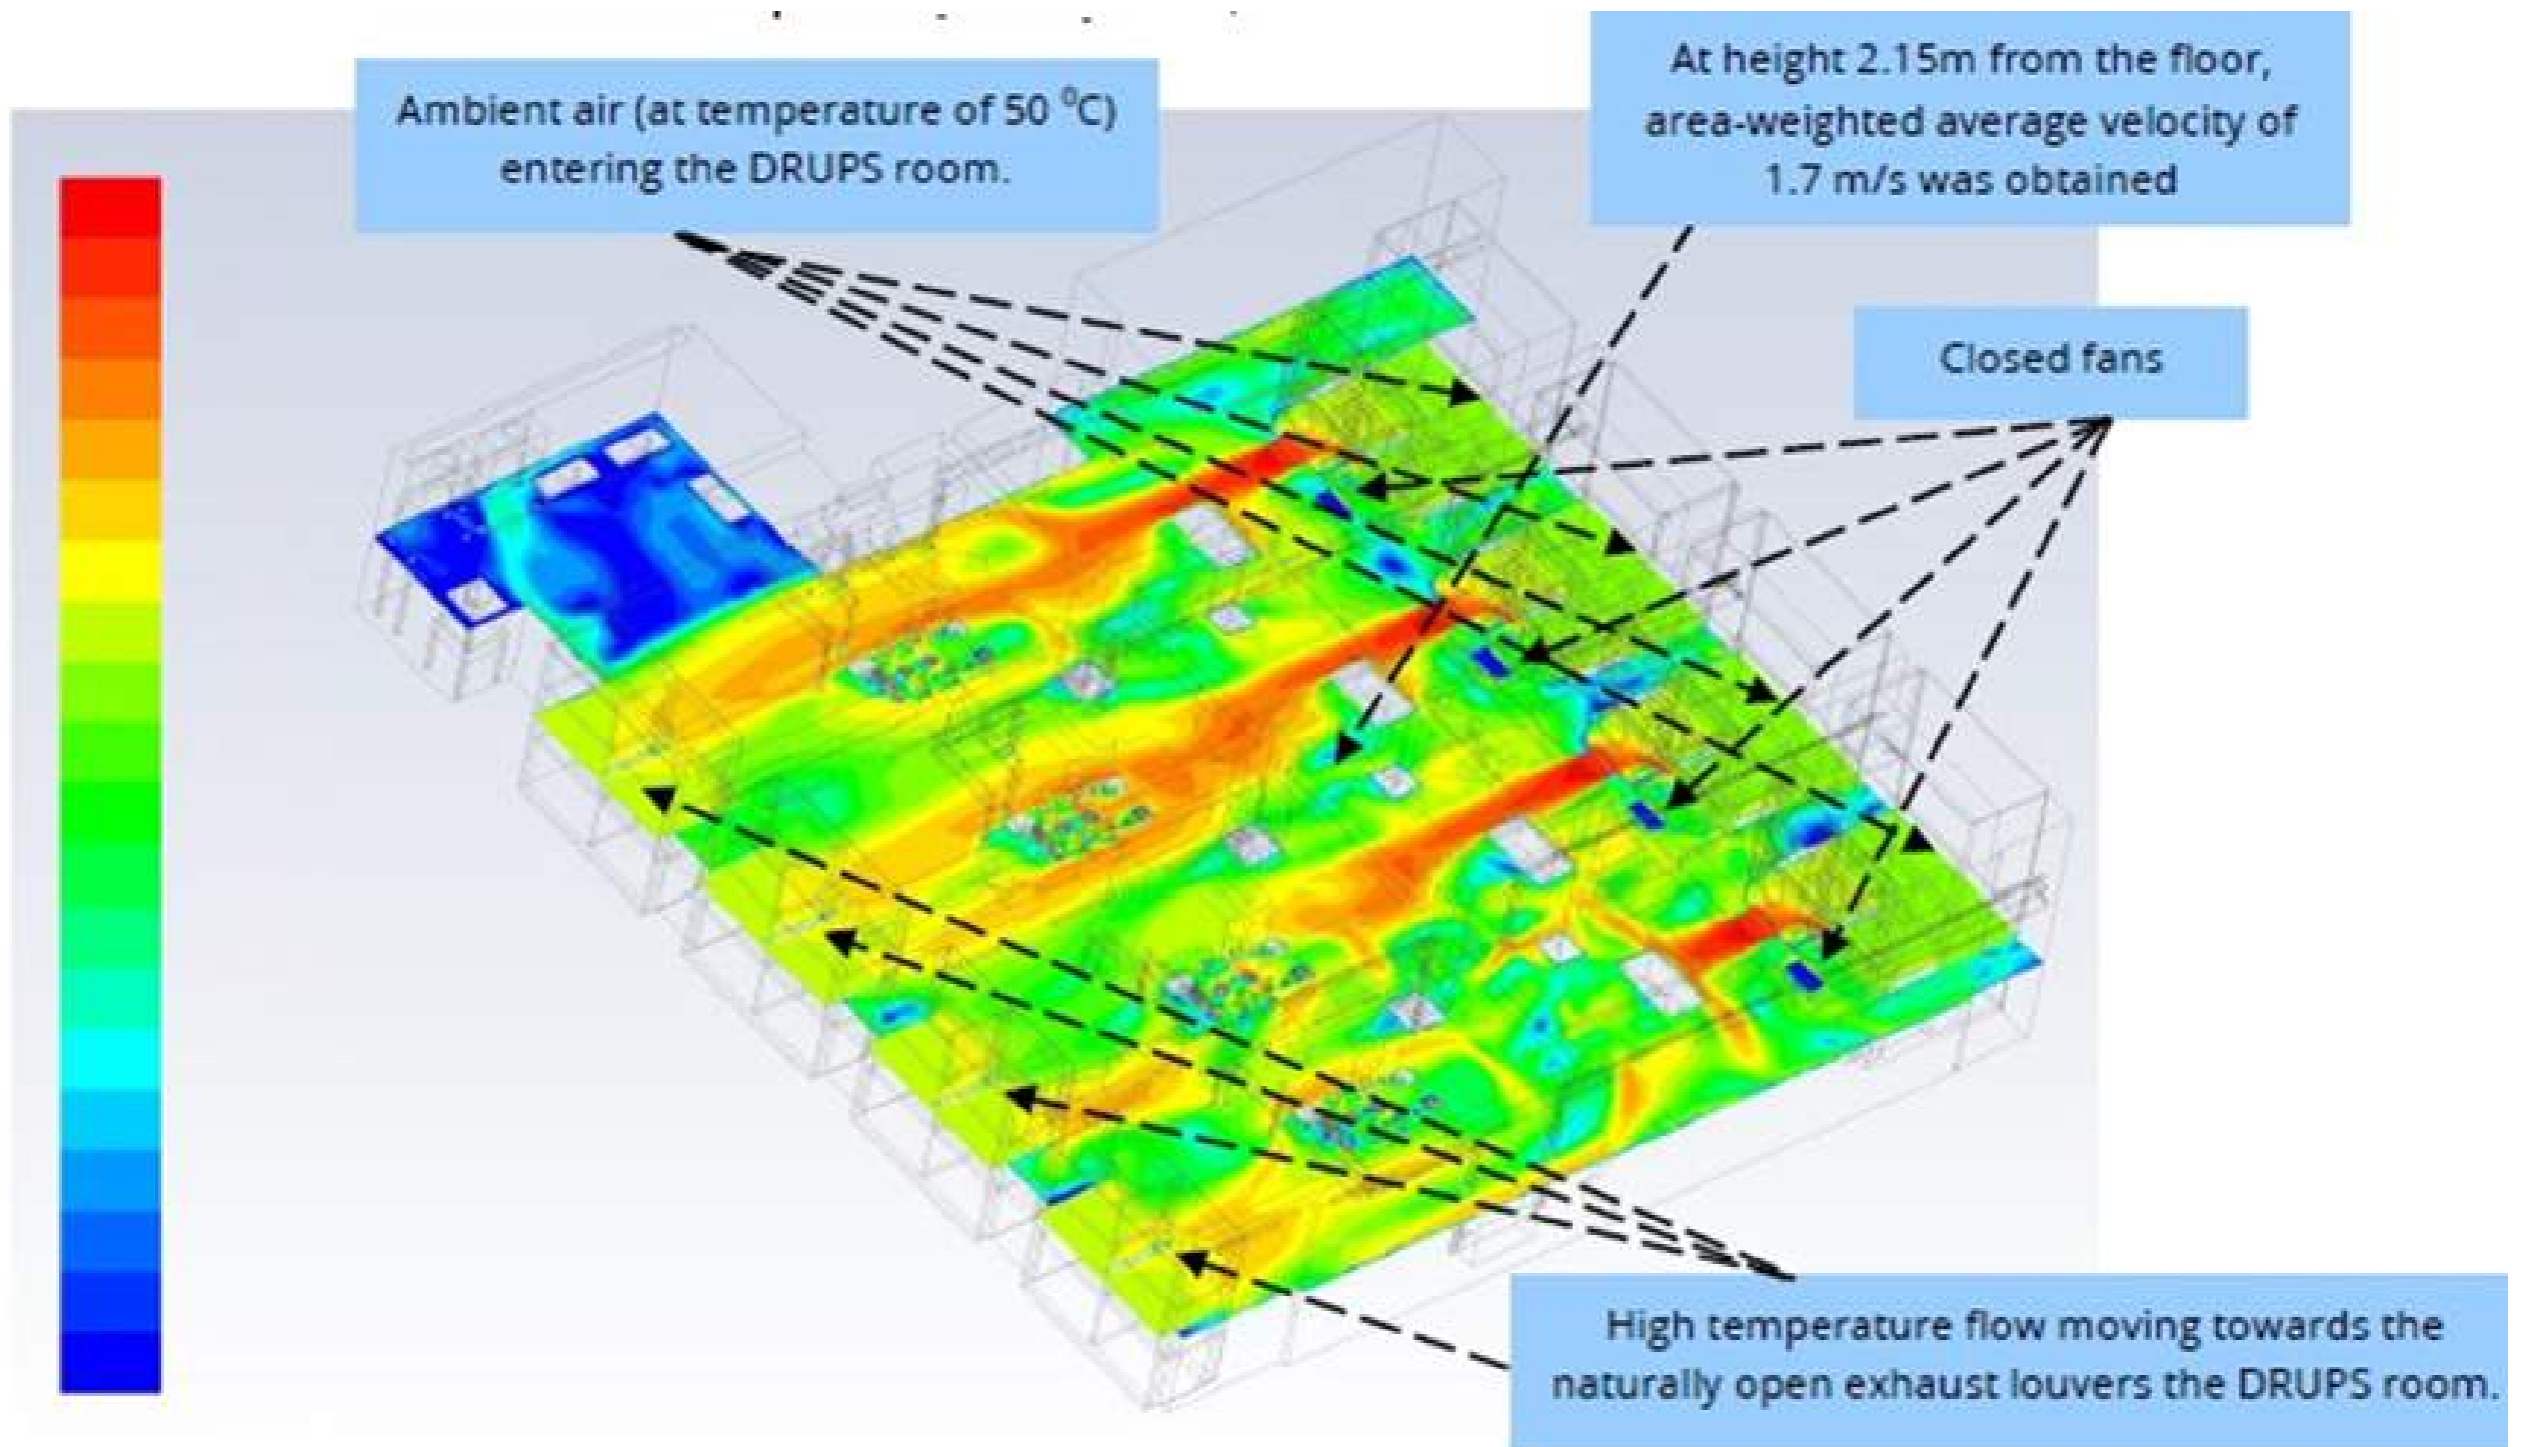 Ambient air (at temperature of 50 ⁰C)
entering the DRUPS room.
At height 2.15m from the floor,
area-weighted average velocity of
1.7 m/s was obtained
Closed fans
High temperature flow moving towards the
naturally open exhaust louvers the DRUPS room.